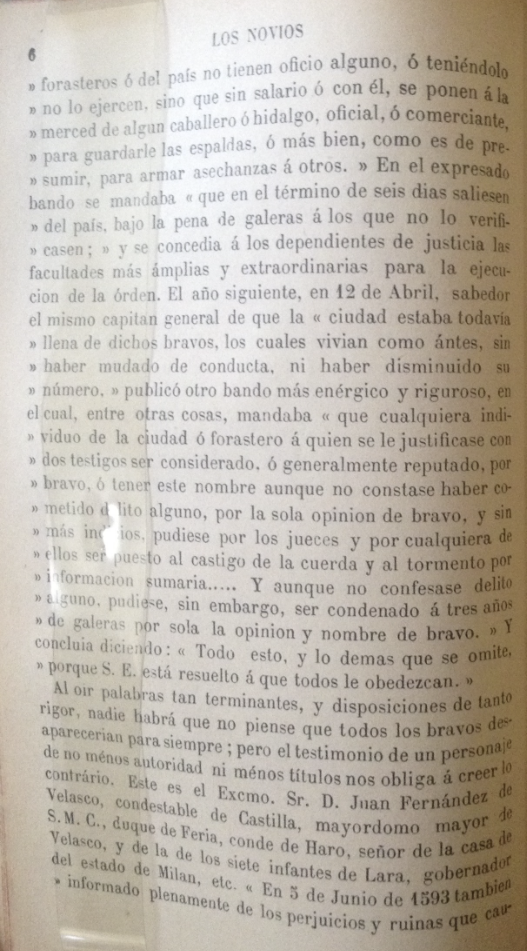 6
LOS NOVIOS
» forasteros ó del país no tienen oficio alguno, ó teniéndolo
» no lo ejercen, sino que sin salario ó con él, se ponen á la
» merced de algun caballero ó hidalgo, oficial, ó comerciante,
» para guardarle las espaldas, ó más bien, como es de pre-
» sumir, para armar asechanzas á otros. » En el expresado
bando se mandaba « que en el término de seis dias saliesen
» del país, bajo la pena de galeras á los que no lo verifi-
» casen ; » y se concedia á los dependientes de justicia las
facultades más ámplias y extraordinarias para la ejecu-
cion de la órden. El año siguiente, en 12 de Abril, sabedor
el mismo capitan general de que la « ciudad estaba todavía
» llena de dichos bravos, los cuales vivian como ántes, sin
» haber mudado de conducta, ni haber disminuido su
» número, » publicó otro bando más enérgico y riguroso, en
el cual, entre otras cosas, mandaba « que cualquiera indi-
» viduo de la ciudad ó forastero á quien se le justificase con
» dos testigos ser considerado, ó generalmente reputado, por
» bravo, ó tener este nombre aunque no constase haber co-
» metido delito alguno, por la sola opinion de bravo, y sin
» más indicios, pudiese por los jueces y por cualquiera de
» ellos ser puesto al castigo de la cuerda y al tormento por
» informacion sumaria..... Y aunque no confesase delito
» alguno, pudiese, sin embargo, ser condenado á tres años
» de galeras por sola la opinion y nombre de bravo. » Y
concluia diciendo : « Todo esto, y lo demas que se omite,
» porque S. E. está resuelto á que todos le obedezcan. »
Al oir palabras tan terminantes, y disposiciones de tanto
rigor, nadie habrá que no piense que todos los bravos des-
aparecerian para siempre ; pero el testimonio de un personaje
de no ménos autoridad ni ménos títulos nos obliga á creer lo
contrário. Este es el Excmo. Sr. D. Juan Fernández de
Velasco, condestable de Castilla, mayordomo mayor de
S. M. C., duque de Feria, conde de Haro, señor de la casa de
Velasco, y de la de los siete infantes de Lara, gobernador
del estado de Milan, etc. « En 5 de Junio de 1593 tambien
» informado plenamente de los perjuicios y ruinas que cau-